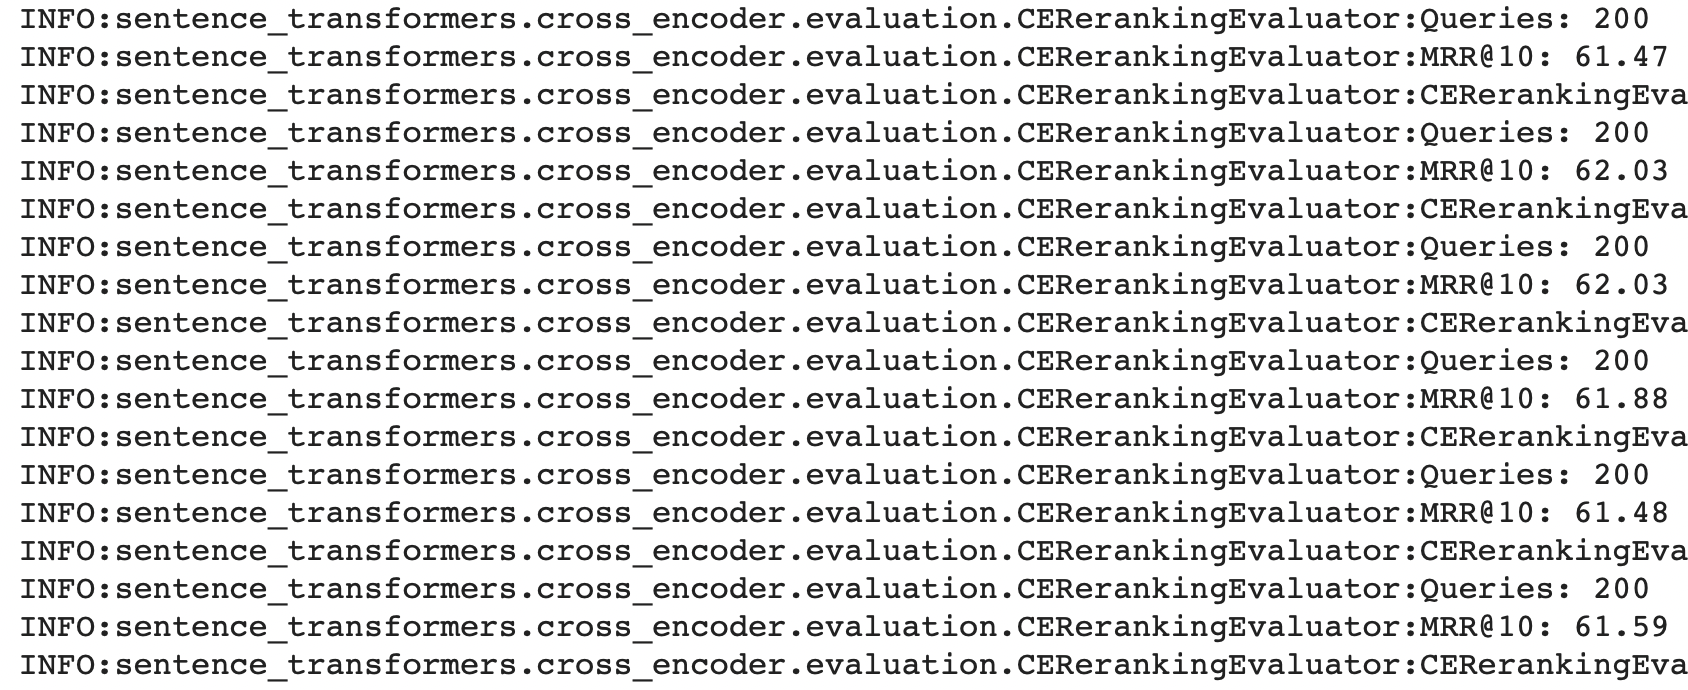 INFO:sentence_transformers.cross_encoder.evaluation.CERerankingEvaluator:Queries: 200
INFO:sentence_transformers.cross_encoder.evaluation.CERerankingEvaluator:MRR@10: 61.47
INFO:sentence_transformers.cross_encoder.evaluation.CERerankingEvaluator:CERerankingEva
INFO:sentence_transformers.cross_encoder.evaluation.CERerankingEvaluator:Queries: 200
INFO:sentence_transformers.cross_encoder.evaluation.CERerankingEvaluator:MRR@10: 62.03
INFO:sentence_transformers.cross_encoder.evaluation.CERerankingEvaluator:CERerankingEva
INFO:sentence_transformers.cross_encoder.evaluation.CERerankingEvaluator:Queries: 200
INFO:sentence_transformers.cross_encoder.evaluation.CERerankingEvaluator:MRR@10: 62.03
INFO:sentence_transformers.cross_encoder.evaluation.CERerankingEvaluator:CERerankingEva
INFO:sentence_transformers.cross_encoder.evaluation.CERerankingEvaluator:Queries: 200
INFO:sentence_transformers.cross_encoder.evaluation.CERerankingEvaluator:MRR@10: 61.88
INFO:sentence_transformers.cross_encoder.evaluation.CERerankingEvaluator:CERerankingEva
INFO:sentence_transformers.cross_encoder.evaluation.CERerankingEvaluator:Queries: 200
INFO:sentence_transformers.cross_encoder.evaluation.CERerankingEvaluator:MRR@10: 61.48
INFO:sentence_transformers.cross_encoder.evaluation.CERerankingEvaluator:CERerankingEva
INFO:sentence_transformers.cross_encoder.evaluation.CERerankingEvaluator:Queries: 200
INFO:sentence_transformers.cross_encoder.evaluation.CERerankingEvaluator:MRR@10: 61.59
INFO:sentence_transformers.cross_encoder.evaluation.CERerankingEvaluator:CERerankingEva